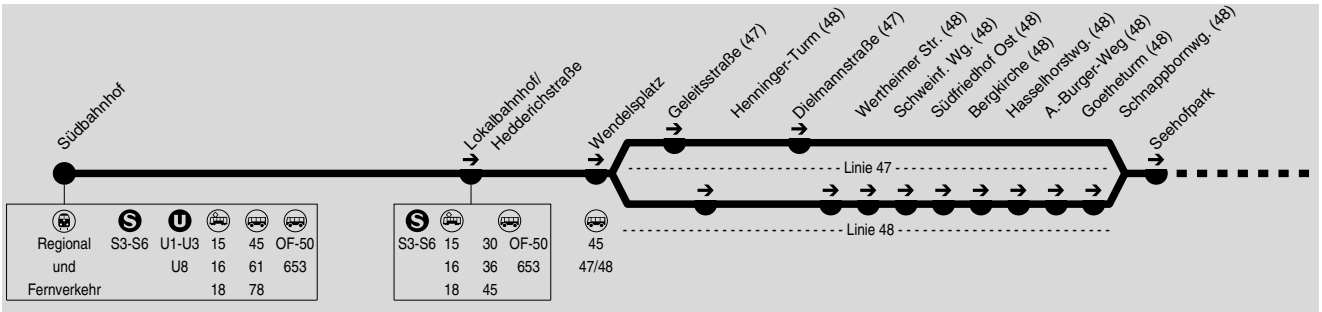 Südbahnhof
Lokalbahnhof/
Hedderichstraße
Wendelsplatz
Geleitsstraße (47)
Henninger-Turm (48)
Dielmannstraße (47)
Wertheimer Str. (48)
Schweinf. Wg. (48)
Südfriedhof Ost (48)
Bergkirche (48)
Hasselhorstwg. (48)
A.-Burger-Weg (48)
Goetheturm (48)
Schnappbornwg. (48)
Seehofpark
Linie 47
Linie 48
S U
Regional S3-S6 U1-U3 15 45 OF-50
und U8 16 61 653
Fernverkehr 18 78
S
S3-S6 15 30 OF-50
16 36 653
18 45
45
47/48